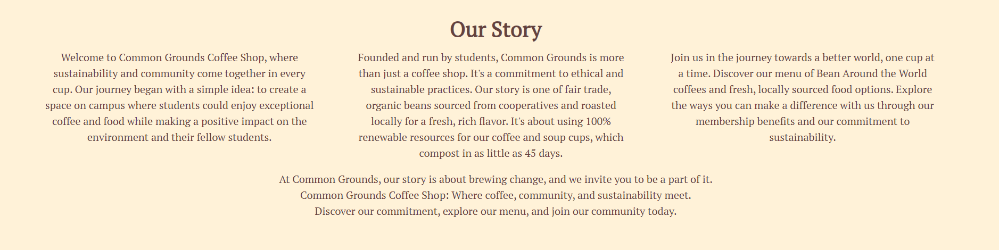 Our Story
Welcome to Common Grounds Coffee Shop, where
sustainability and community come together in every
cup. Our journey began with a simple idea: to create a
space on campus where students could enjoy exceptional
coffee and food while making a positive impact on the
environment and their fellow students.
Founded and run by students, Common Grounds is more
than just a coffee shop. It's a commitment to ethical and
sustainable practices. Our story is one of fair trade,
organic beans sourced from cooperatives and roasted
locally for a fresh, rich flavor. It's about using 100%
renewable resources for our coffee and soup cups, which
compost in as little as 45 days.
Join us in the journey towards a better world, one cup at
a time. Discover our menu of Bean Around the World
coffees and fresh, locally sourced food options. Explore
the ways you can make a difference with us through our
membership benefits and our commitment to
sustainability.
At Common Grounds, our story is about brewing change, and we invite you to be a part of it.
Common Grounds Coffee Shop: Where coffee, community, and sustainability meet.
Discover our commitment, explore our menu, and join our community today.